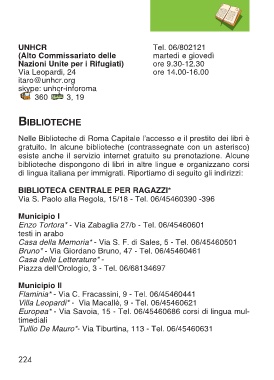 UNHCR
(Alto Commissariato delle
Nazioni Unite per i Rifugiati)
Via Leopardi, 24
itaro@unhcr.org
skype: unhcr-inforoma
360 3, 19
Tel. 06/802121
martedì e giovedì
ore 9.30-12.30
ore 14.00-16.00
BIBLIOTECHE
Nelle Biblioteche di Roma Capitale l'accesso e il prestito dei libri è
gratuito. In alcune biblioteche (contrassegnate con un asterisco)
esiste anche il servizio internet gratuito su prenotazione. Alcune
biblioteche dispongono di libri in altre lingue e organizzano corsi
di lingua italiana per immigrati. Riportiamo di seguito gli indirizzi:
BIBLIOTECA CENTRALE PER RAGAZZI*
Via S. Paolo alla Regola, 15/18 - Tel. 06/45460390 -396
Municipio I
Enzo Tortora* - Via Zabaglia 27/b - Tel. 06/45460601
testi in arabo
Casa della Memoria* - Via S. F. di Sales, 5 - Tel. 06/45460501
Bruno* - Via Giordano Bruno, 47 - Tel. 06/45460461
Casa delle Letterature* -
Piazza dell'Orologio, 3 - Tel. 06/68134697
Municipio II
Flaminia* - Via C. Fracassini, 9 - Tel. 06/45460441
Villa Leopardi* - Via Macallè, 9 - Tel. 06/45460621
Europea* - Via Savoia, 15 - Tel. 06/45460686 corsi di lingua mul-
timediali
Tullio De Mauro*- Via Tiburtina, 113 - Tel. 06/45460631
224